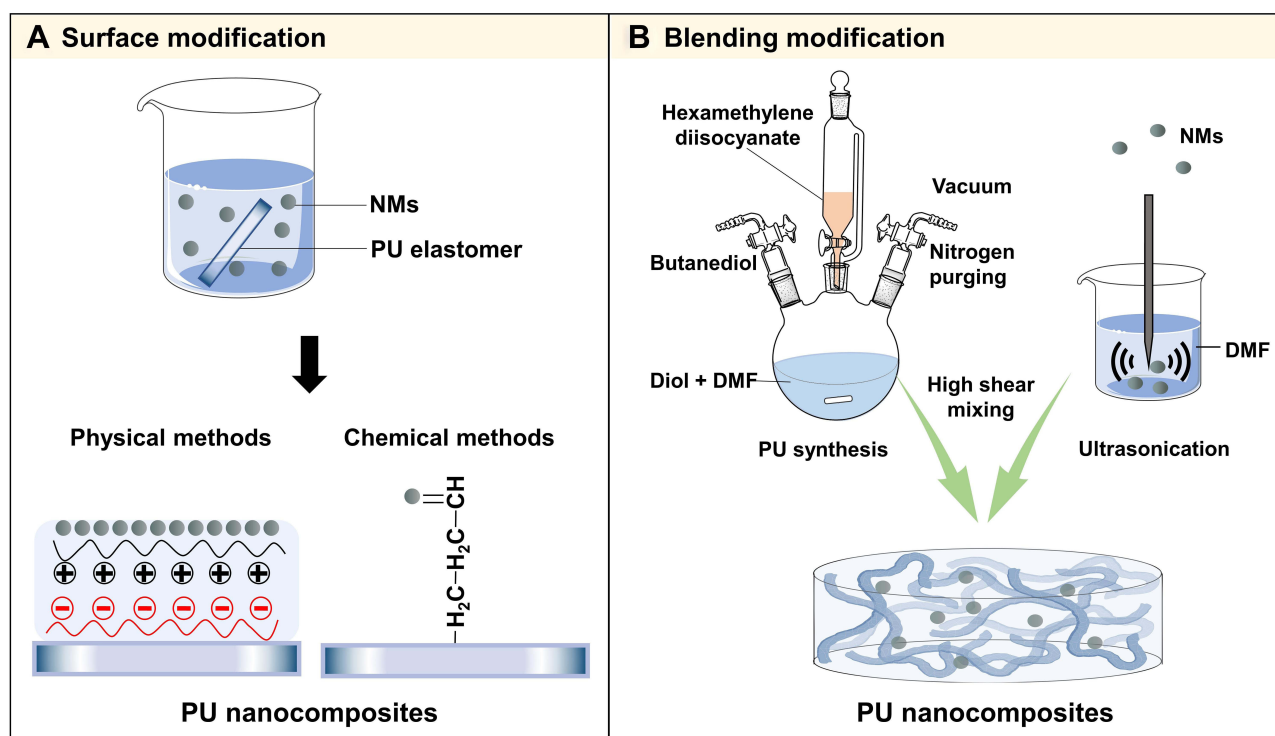 A Surface modification
NMs
PU elastomer
Physical methods
Chemical methods
CH
H₂C
H₂C
+ + + + + +
- - - - - -
PU nanocomposites
B Blending modification
Hexamethylene
diisocyanate
NMs
Vacuum
Butanediol
Nitrogen
purging
DMF
Diol + DMF
High shear
mixing
PU synthesis
Ultrasonication
PU nanocomposites